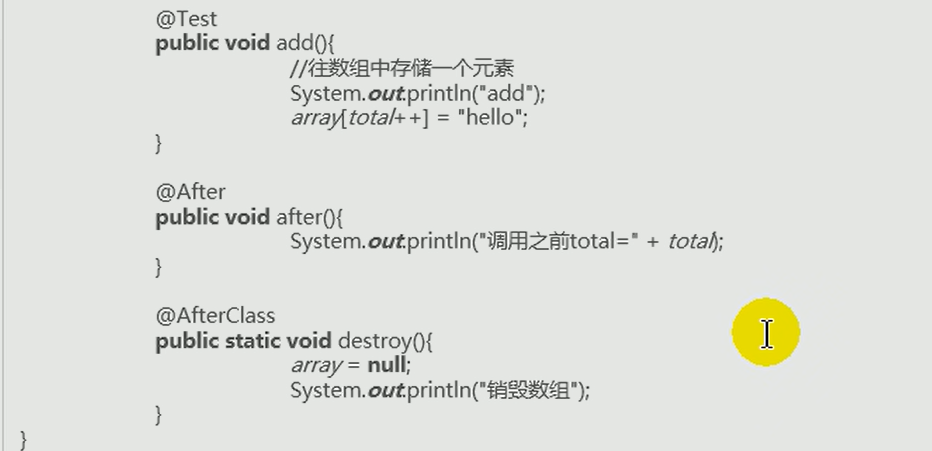 @Test
public void add(){
//往数组中存储一个元素
System.out.println("add");
array[total++] = "hello";
}
@After
public void after(){
System.out.println("调用之前total=" + total);
}
@AfterClass
public static void destroy(){
array = null;
System.out.println("销毁数组");
}
}